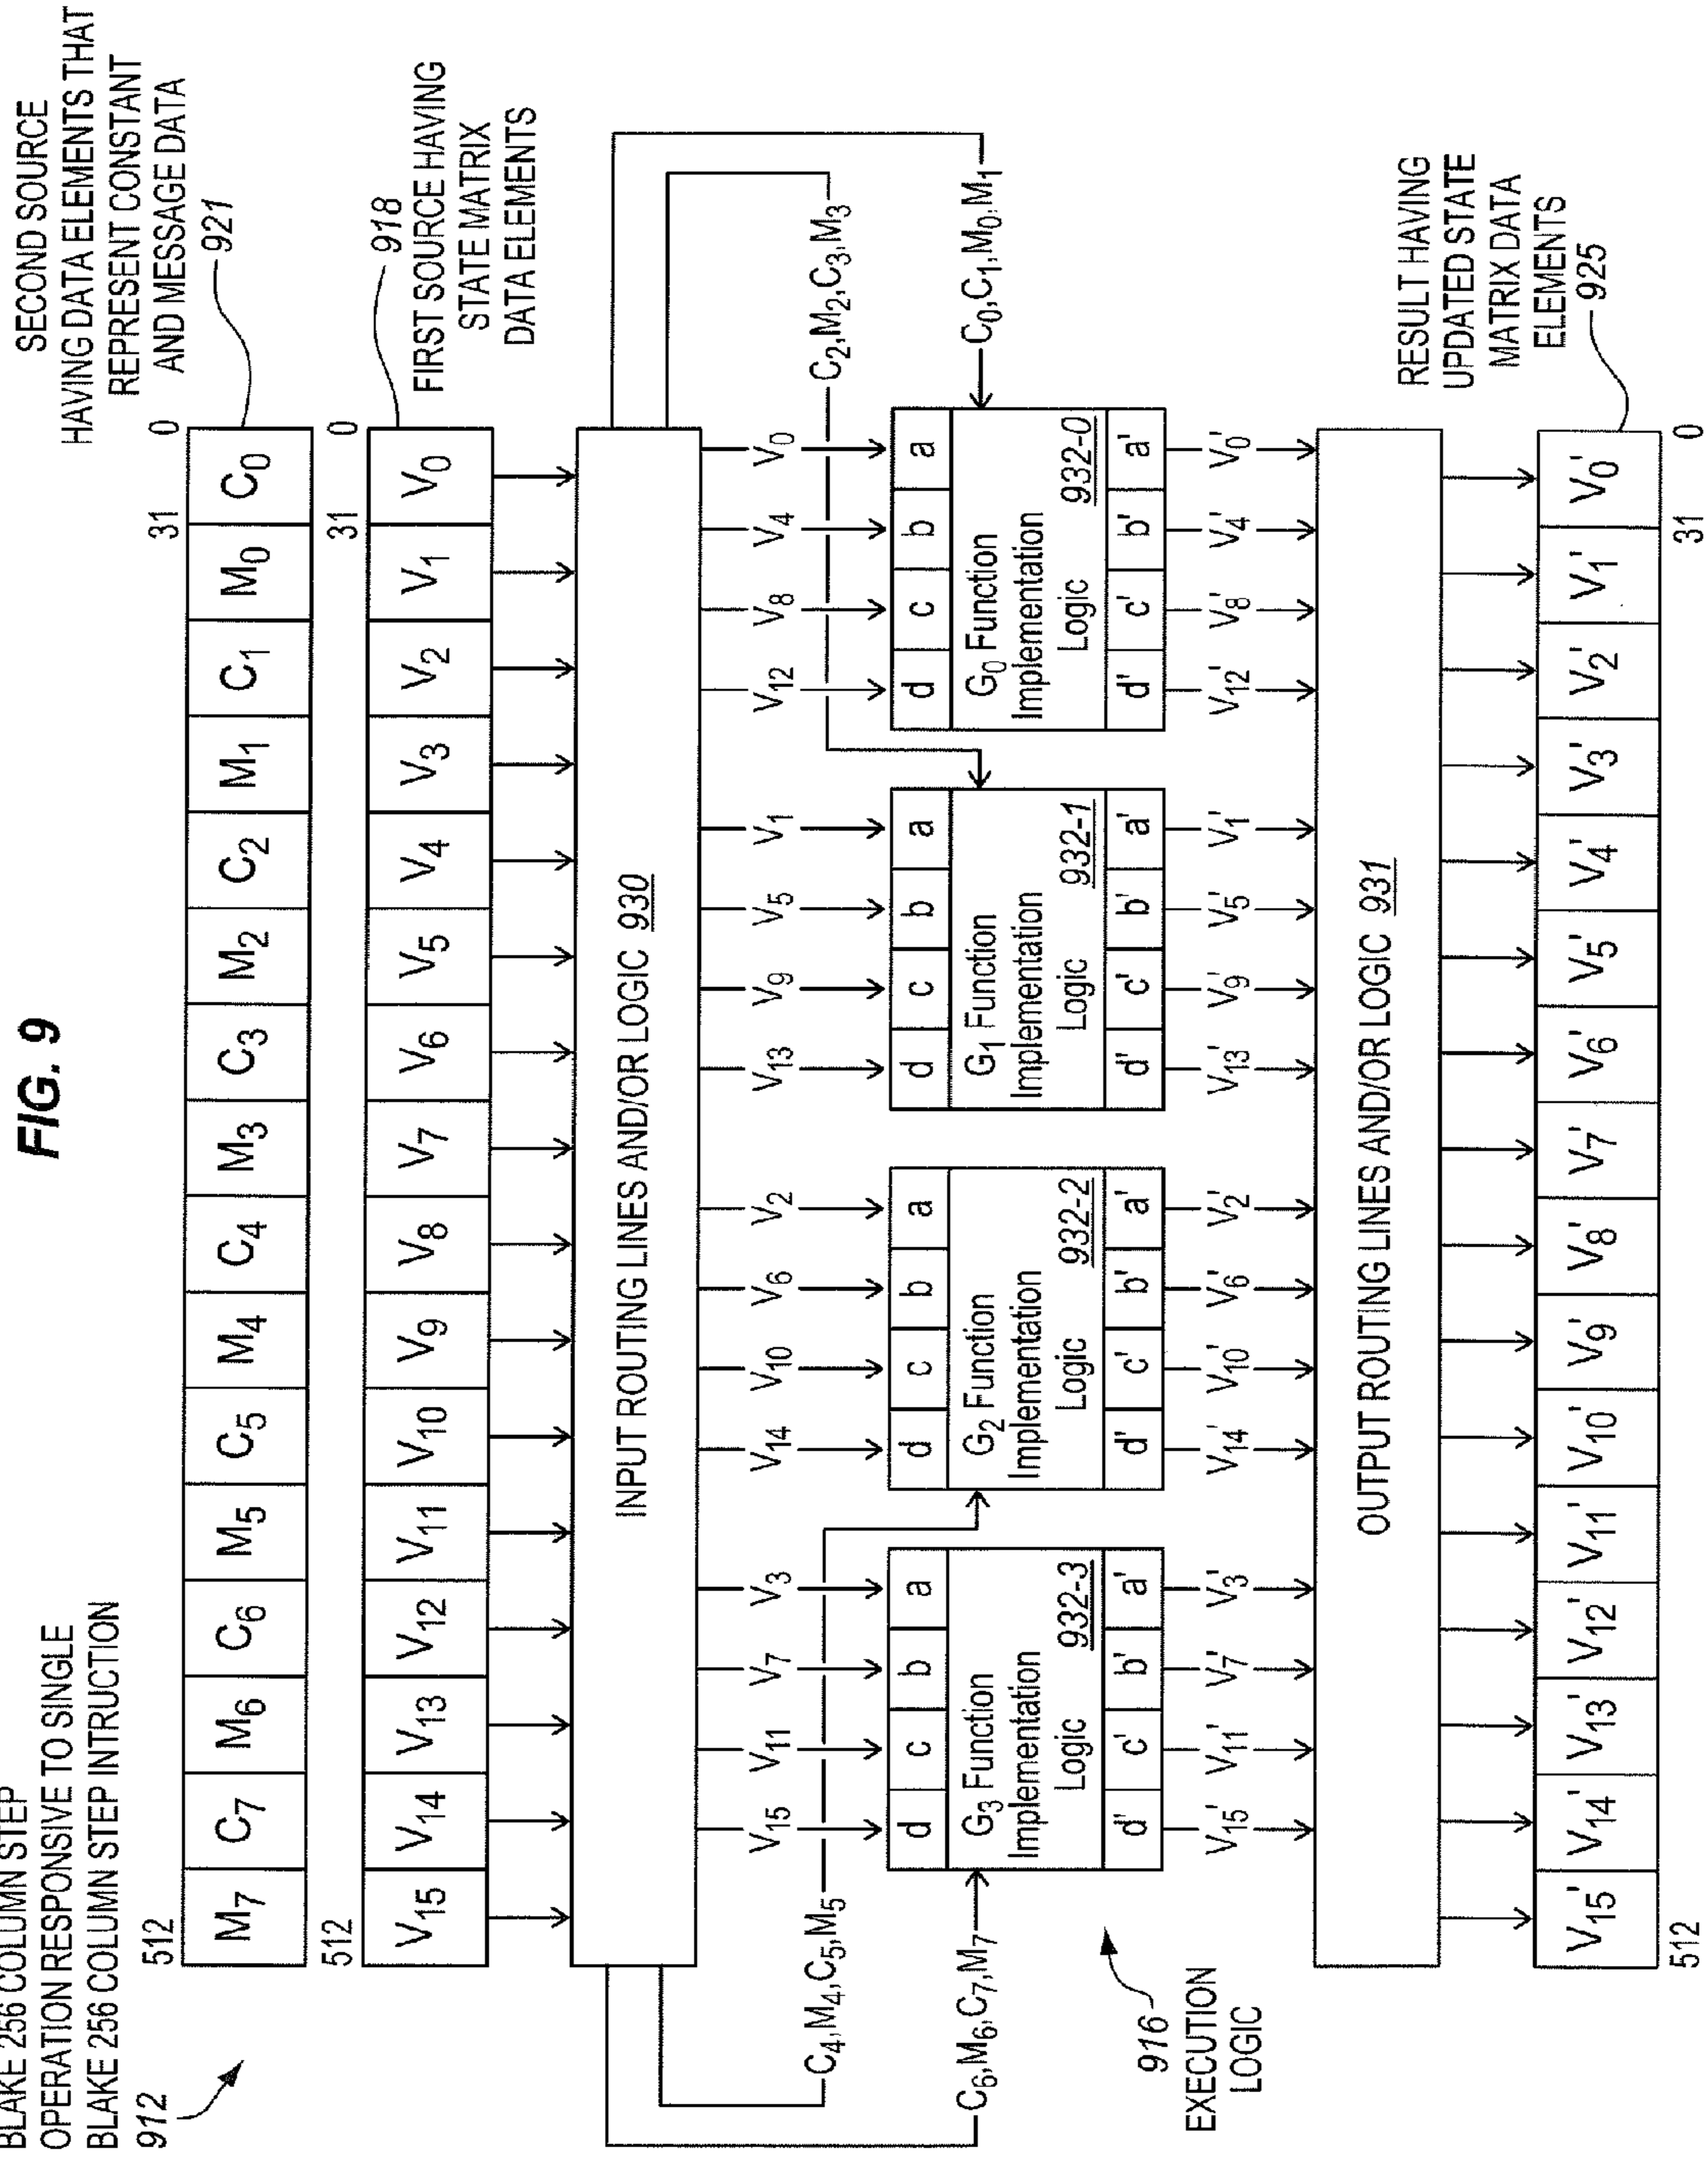 FIG. 9
BLAKE 256 COLUMN STEP
OPERATION RESPONSIVE TO SINGLE
BLAKE 256 COLUMN STEP INTRUCTION
912
SECOND SOURCE
HAVING DATA ELEMENTS THAT
REPRESENT CONSTANT
AND MESSAGE DATA
921
512 31 0
M7 C7 M6 C6 M5 C5 M4 C4 M3 C3 M2 C2 M1 C1 M0 C0
918
FIRST SOURCE HAVING
STATE MATRIX
DATA ELEMENTS
512 31 0
V15 V14 V13 V12 V11 V10 V9 V8 V7 V6 V5 V4 V3 V2 V1 V0
INPUT ROUTING LINES AND/OR LOGIC 930
V15 V11 V7 V3 V14 V10 V6 V2 V13 V9 V5 V1 V12 V8 V4 V0
C4,M4,C5,M5
C2,M2,C3,M3
d c b a d c b a d c b a d c b a
C6,M6,C7,M7
C0,C1,M0,M1
G3 Function
Implementation
Logic 932-3
G2 Function
Implementation
Logic 932-2
G1 Function
Implementation
Logic 932-1
G0 Function
Implementation
Logic 932-0
d' c' b' a' d' c' b' a' d' c' b' a' d' c' b' a'
916
EXECUTION
LOGIC
V15' V11' V7' V3' V14' V10' V6' V2' V13' V9' V5' V1' V12' V8' V4' V0'
OUTPUT ROUTING LINES AND/OR LOGIC 931
RESULT HAVING
UPDATED STATE
MATRIX DATA
ELEMENTS
925
V15' V14' V13' V12' V11' V10' V9' V8' V7' V6' V5' V4' V3' V2' V1' V0'
512 31 0